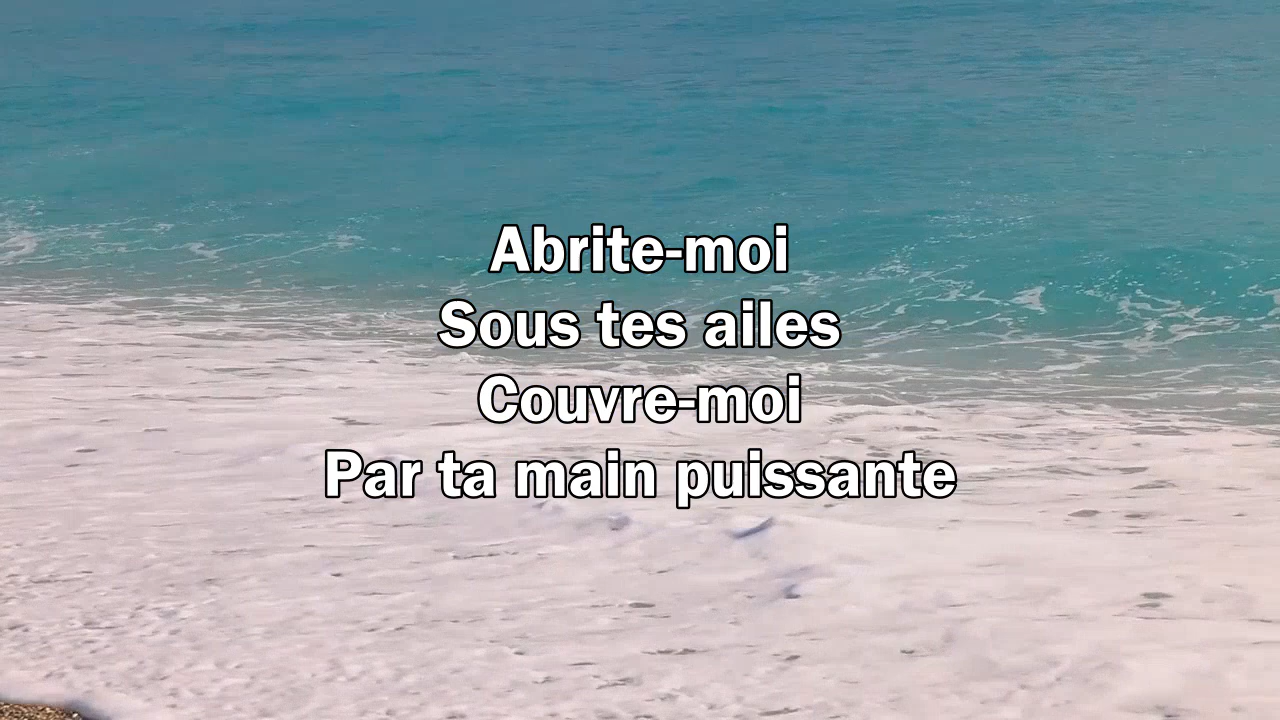 Abrite-moi
Sous tes ailes
Couvre-moi
Par ta main puissante